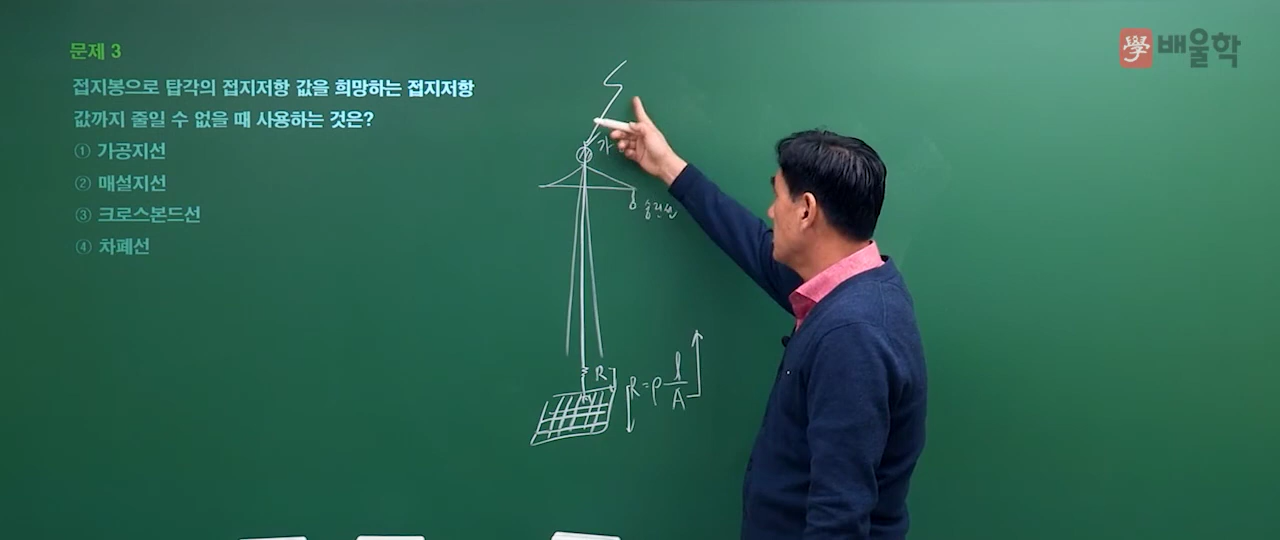 學 배울학
문제 3
접지봉으로 탑각의 접지저항 값을 희망하는 접지저항
값까지 줄일 수 없을 때 사용하는 것은?
① 가공지선
② 매설지선
③ 크로스본드선
④ 차폐선
가
송전선
R
R=ρ l/A